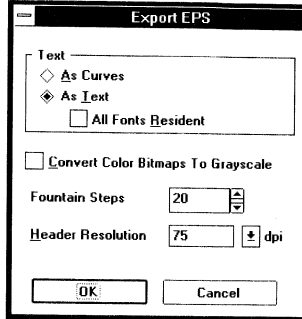 Export EPS
Text
As Curves
As Text
All Fonts Resident
Convert Color Bitmaps To Grayscale
Fountain Steps 20
Header Resolution 75 dpi
OK Cancel